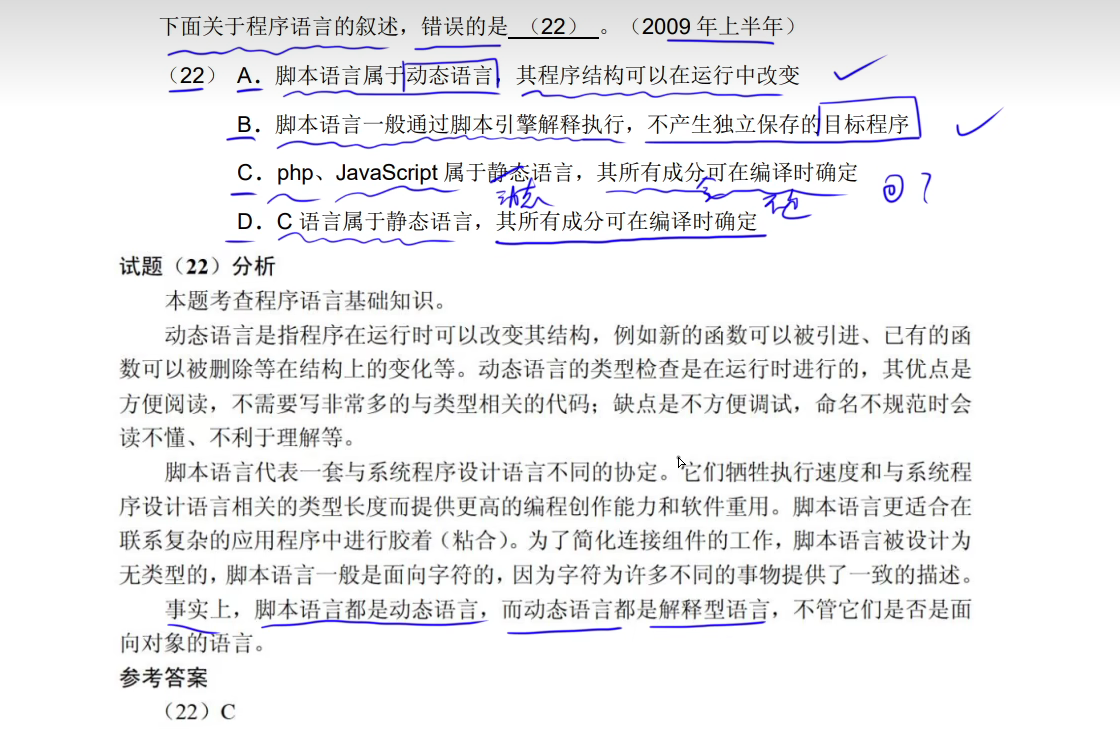 下面关于程序语言的叙述，错误的是 （22） 。（2009 年上半年）
（22） A．脚本语言属于动态语言，其程序结构可以在运行中改变
B．脚本语言一般通过脚本引擎解释执行，不产生独立保存的目标程序
C．php、JavaScript 属于静态语言，其所有成分可在编译时确定
动态
D．C 语言属于静态语言，其所有成分可在编译时确定
试题（22）分析
本题考查程序语言基础知识。
动态语言是指程序在运行时可以改变其结构，例如新的函数可以被引进、已有的函
数可以被删除等在结构上的变化等。动态语言的类型检查是在运行时进行的，其优点是
方便阅读，不需要写非常多的与类型相关的代码；缺点是不方便调试，命名不规范时会
读不懂、不利于理解等。
脚本语言代表一套与系统程序设计语言不同的协定。它们牺牲执行速度和与系统程
序设计语言相关的类型长度而提供更高的编程创作能力和软件重用。脚本语言更适合在
联系复杂的应用程序中进行胶着（粘合）。为了简化连接组件的工作，脚本语言被设计为
无类型的，脚本语言一般是面向字符的，因为字符为许多不同的事物提供了一致的描述。
事实上，脚本语言都是动态语言，而动态语言都是解释型语言，不管它们是否是面
向对象的语言。
参考答案
（22）C